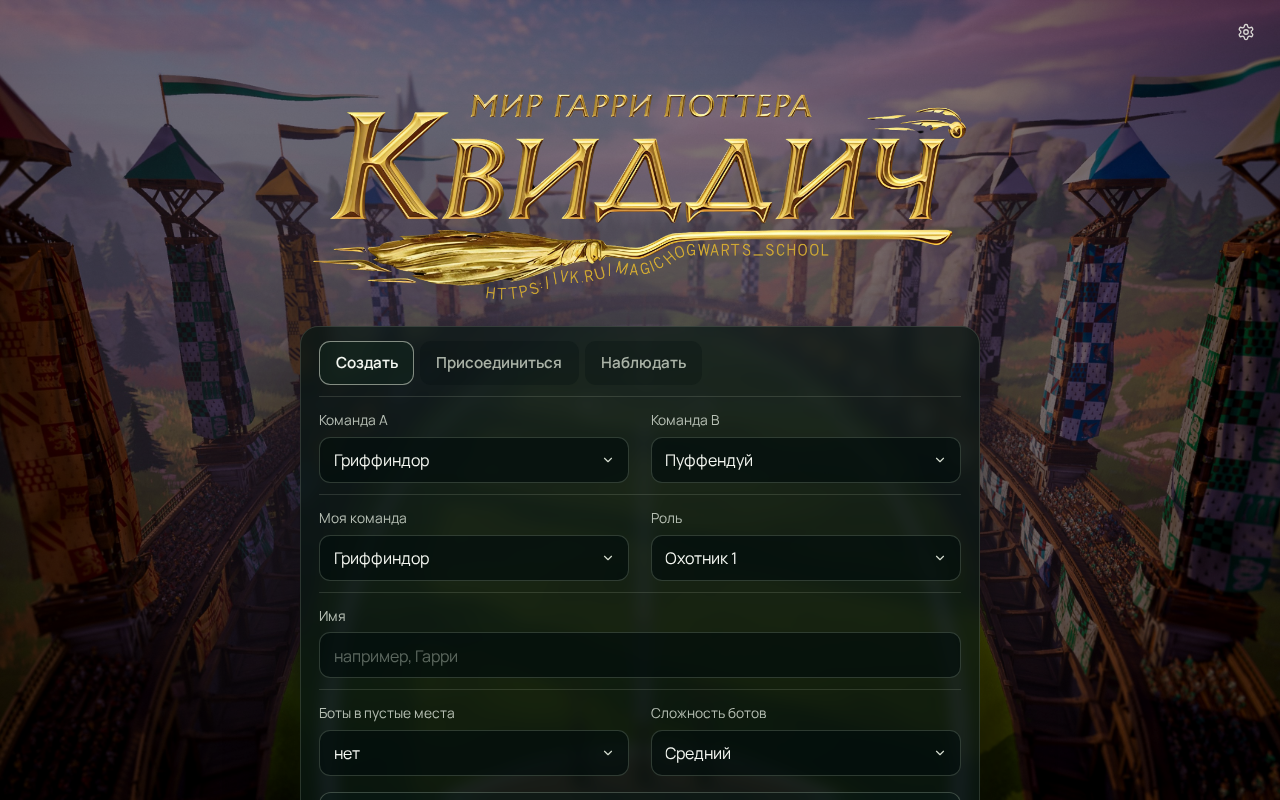 МИР ГАРРИ ПОТТЕРА
КВИДДИЧ
HTTPS://VK.RU/MAGICHOGWARTS_SCHOOL
Создать Присоединиться Наблюдать
Команда A Команда B
Гриффиндор Пуффендуй
Моя команда Роль
Гриффиндор Охотник 1
Имя
например, Гарри
Боты в пустые места Сложность ботов
нет Средний